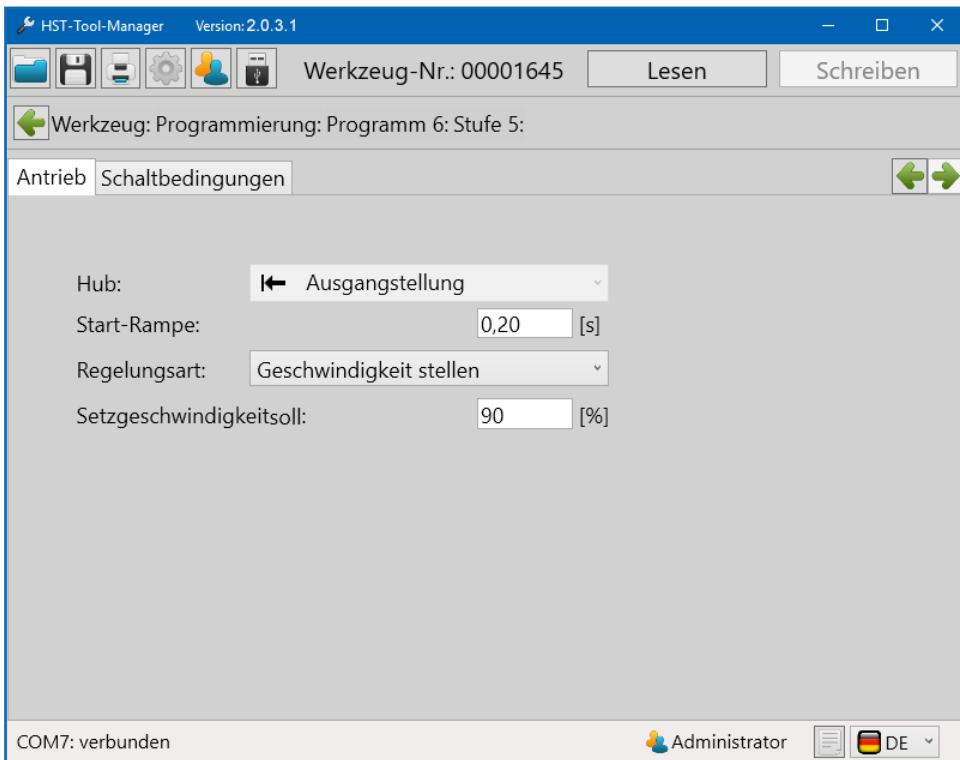 HST-Tool-Manager Version: 2.0.3.1
Werkzeug-Nr.: 00001645 Lesen Schreiben
Werkzeug: Programmierung: Programm 6: Stufe 5:
Antrieb Schaltbedingungen
Hub: Ausgangstellung
Start-Rampe: 0,20 [s]
Regelungsart: Geschwindigkeit stellen
Setzgeschwindigkeitsoll: 90 [%]
COM7: verbunden Administrator DE